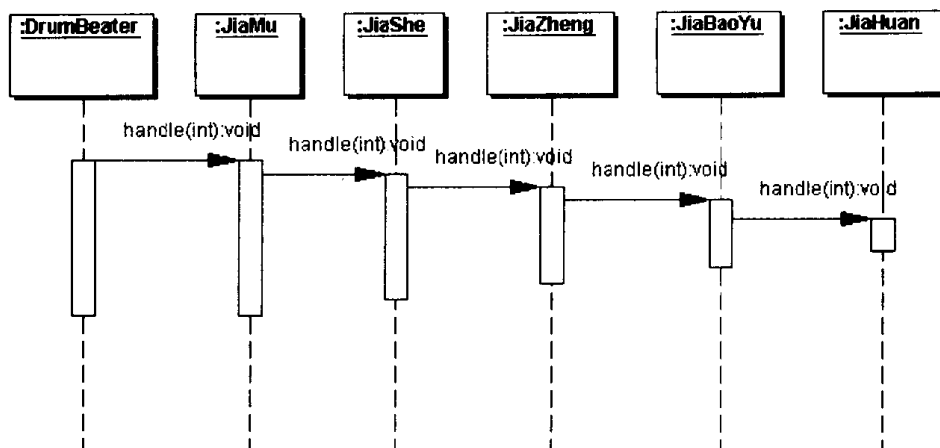 :DrumBeater
:JiaMu
:JiaShe
:JiaZheng
:JiaBaoYu
:JiaHuan
handle(int):void
handle(int):void
handle(int):void
handle(int):void
handle(int):void